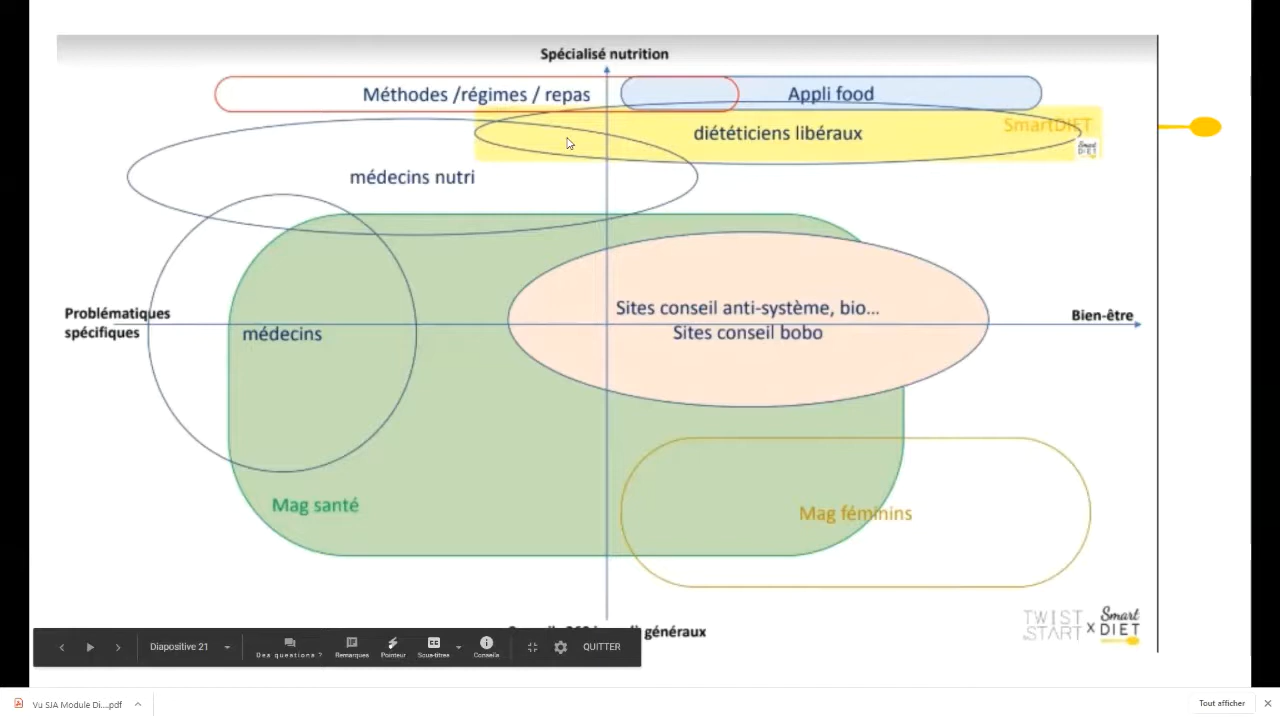 Spécialisé nutrition
Méthodes /régimes / repas
Appli food
SmartDIET
diététiciens libéraux
Smart
DIET
médecins nutri
Sites conseil anti-système, bio...
Problématiques
spécifiques
Bien-être
Sites conseil bobo
médecins
Mag santé
Mag féminins
TWIST
START
x
Smart
DIET
généraux
Diapositive 21
Des questions ?
Remarques
Pointeur
Sous-titres
Conseils
QUITTER
Vu SJA Module Di....pdf
Tout afficher